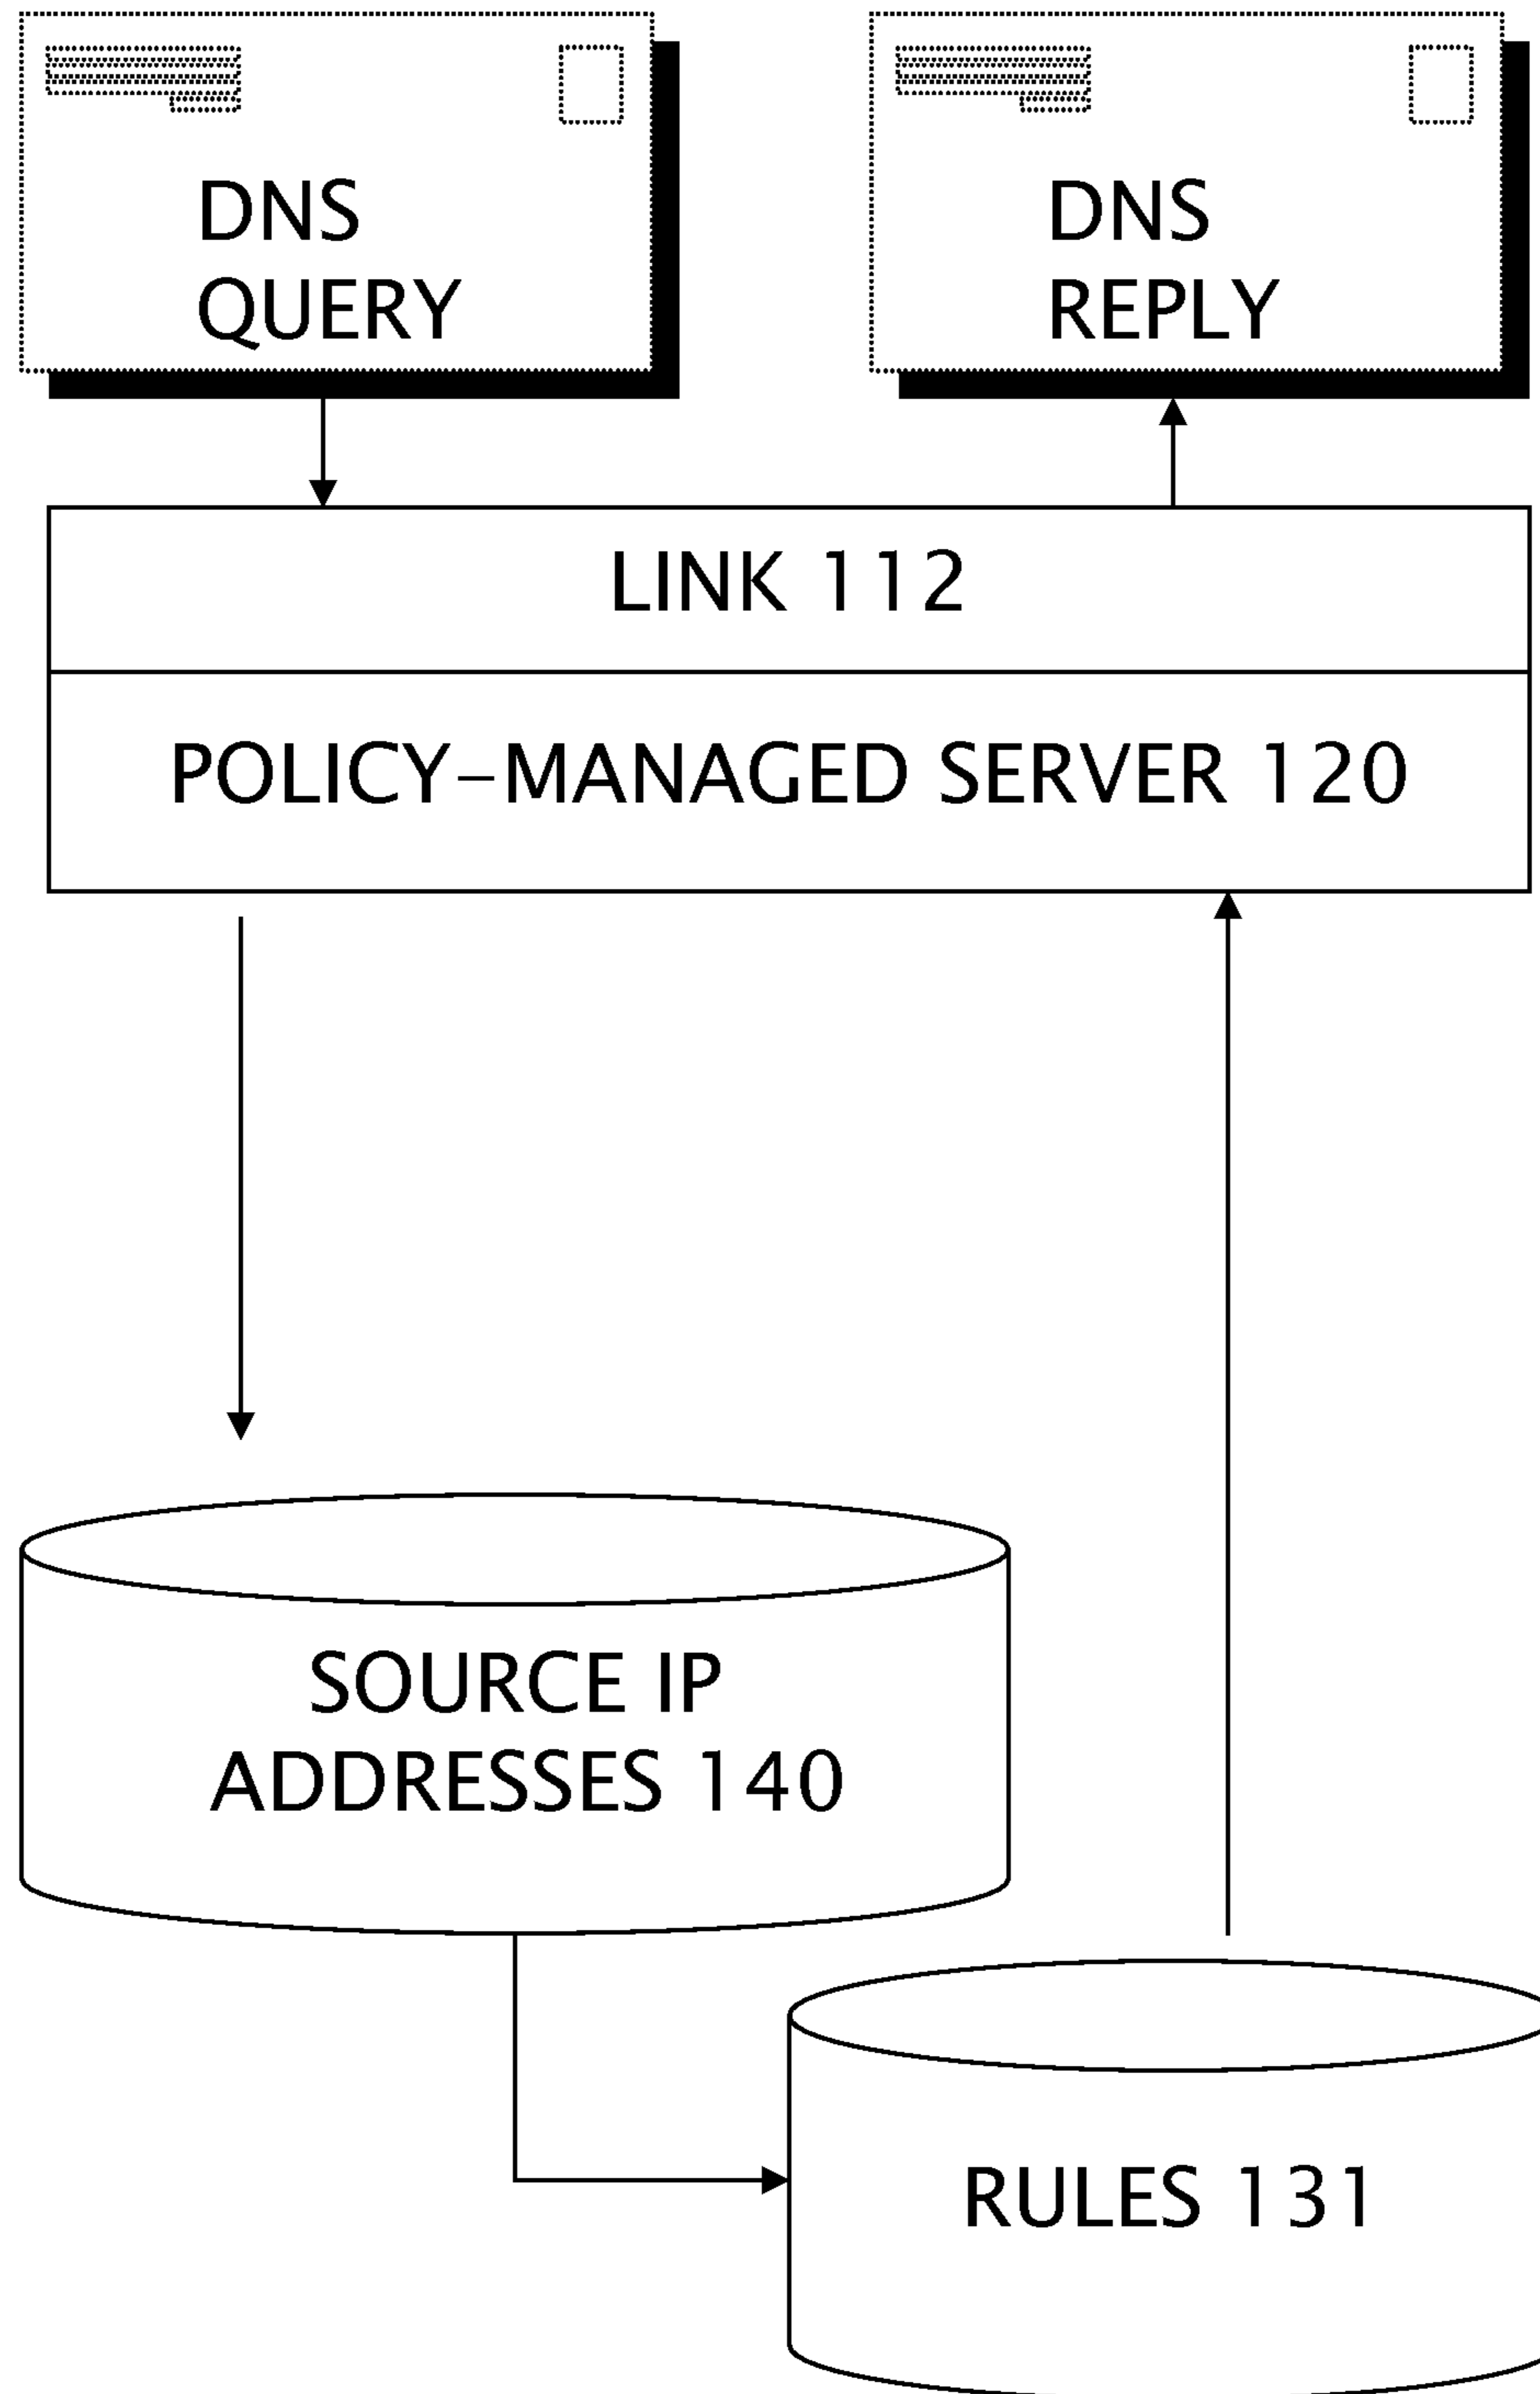 DNS
QUERY
DNS
REPLY
LINK 112
POLICY-MANAGED SERVER 120
SOURCE IP
ADDRESSES 140
RULES 131